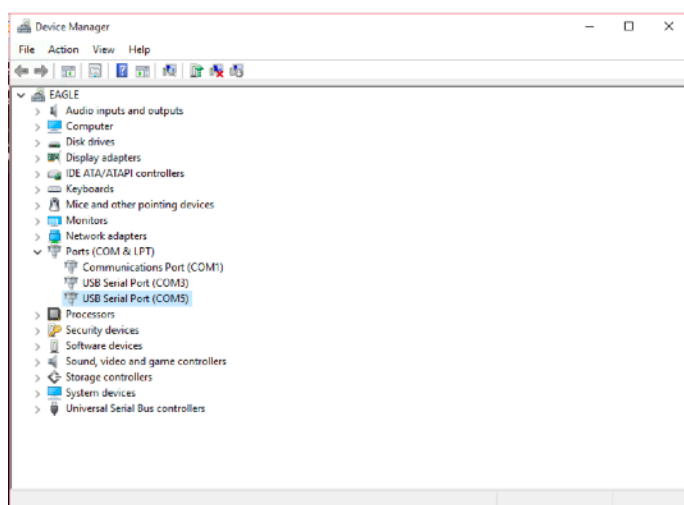 Device Manager
File Action View Help
EAGLE
Audio inputs and outputs
Computer
Disk drives
Display adapters
IDE ATA/ATAPI controllers
Keyboards
Mice and other pointing devices
Monitors
Network adapters
Ports (COM & LPT)
Communications Port (COM1)
USB Serial Port (COM3)
USB Serial Port (COM5)
Processors
Security devices
Software devices
Sound, video and game controllers
Storage controllers
System devices
Universal Serial Bus controllers